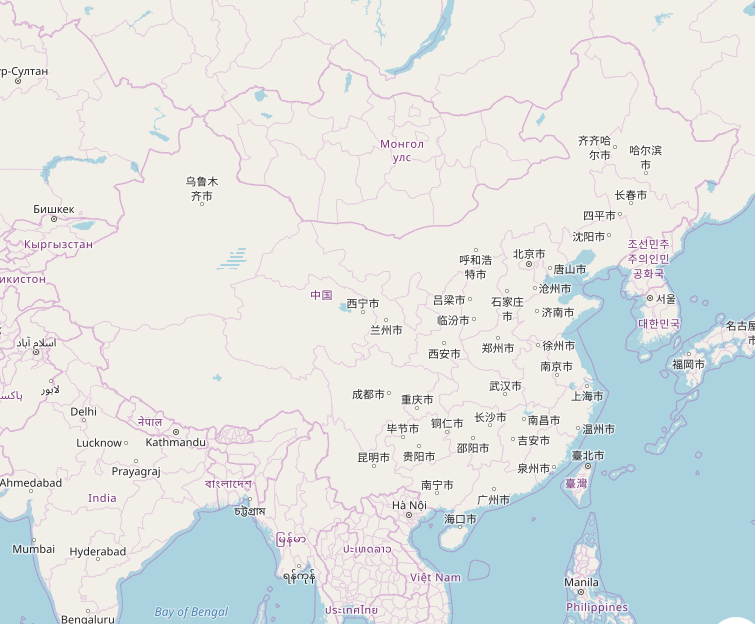 ур-Султан
Монгол
улс
齐齐哈
尔市
哈尔滨
市
乌鲁木
齐市
长春市
Бишкек
四平市
沈阳市
Кыргызстан
조선민주
주의인민
공화국
呼和浩
特市
北京市
唐山市
икистон
中国
西宁市
吕梁市
石家庄
市
沧州市
서울
济南市
临汾市
대한민국
兰州市
名古屋
市
اسلام آباد
西安市
郑州市
徐州市
南京市
福岡市
لاہور
پاکس
成都市
重庆市
武汉市
上海市
Delhi
नेपाल
Kathmandu
Lucknow
毕节市
铜仁市
长沙市
南昌市
温州市
吉安市
邵阳市
贵阳市
昆明市
臺北市
泉州市
Prayagraj
Ahmedabad
বাংলাদেশ
臺灣
India
南宁市
广州市
চট্টগ্রাম
Hà Nội
海口市
Mumbai
Hyderabad
မြန်မာ
ປະເທດລາວ
ရန်ကုန်
Việt Nam
Manila
Bay of Bengal
ประเทศไทย
Philippines
Bengaluru